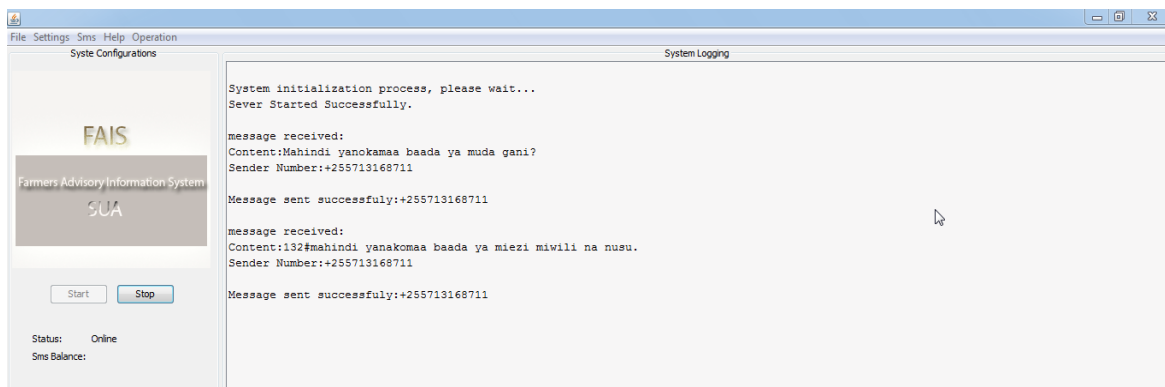 File Settings Sms Help Operation
Syste Configurations
FAIS
Farmers Advisory Information System
SUA
Start Stop
Status: Online
Sms Balance:
System Logging
System initialization process, please wait...
Sever Started Successfully.
message received:
Content:Mahindi yanokamaa baada ya muda gani?
Sender Number:+255713168711
Message sent successfuly:+255713168711
message received:
Content:132#mahindi yanakomaa baada ya miezi miwili na nusu.
Sender Number:+255713168711
Message sent successfuly:+255713168711